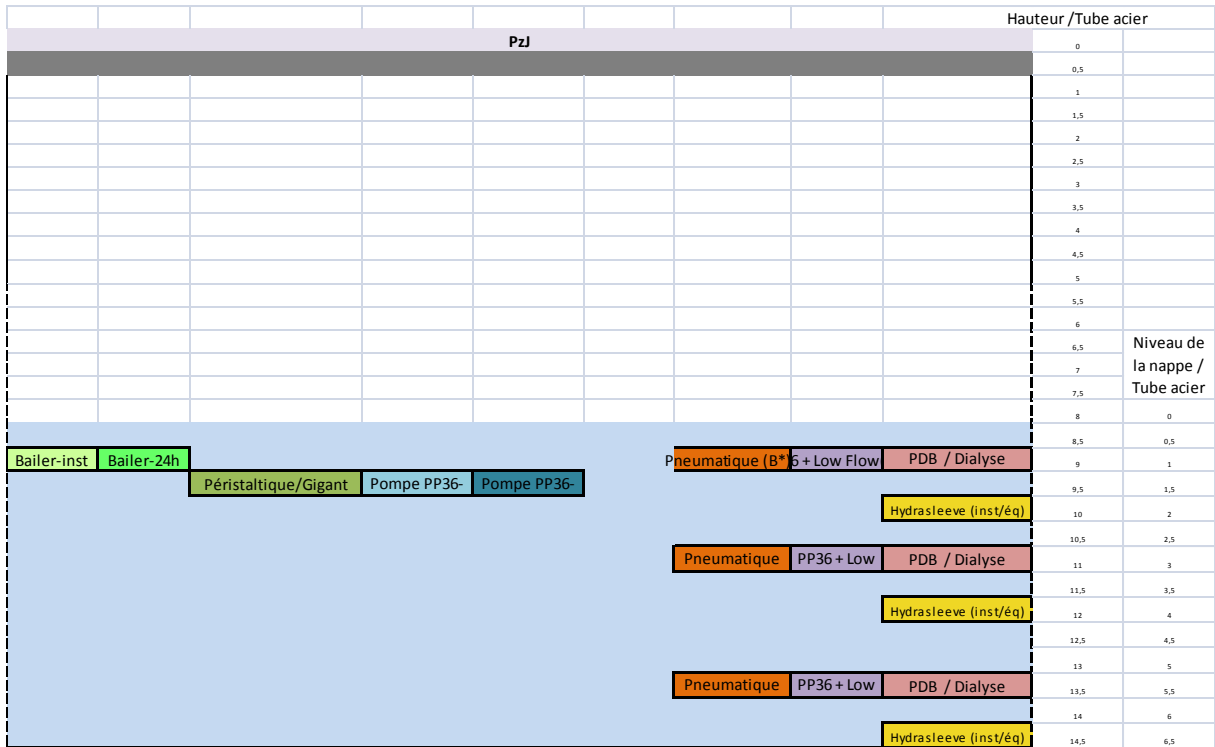 Hauteur /Tube acier
PzJ 0
0,5
1
1,5
2
2,5
3
3,5
4
4,5
5
5,5
6
6,5
7
7,5
Niveau de
la nappe /
Tube acier
8 0
8,5 0,5
Bailer-inst Bailer-24h Pneumatique (B*) 6 + Low Flow PDB / Dialyse 9 1
Péristaltique/Gigant Pompe PP36- Pompe PP36- 9,5 1,5
Hydrasleeve (inst/éq) 10 2
10,5 2,5
Pneumatique PP36 + Low PDB / Dialyse 11 3
11,5 3,5
Hydrasleeve (inst/éq) 12 4
12,5 4,5
13 5
Pneumatique PP36 + Low PDB / Dialyse 13,5 5,5
14 6
Hydrasleeve (inst/éq) 14,5 6,5